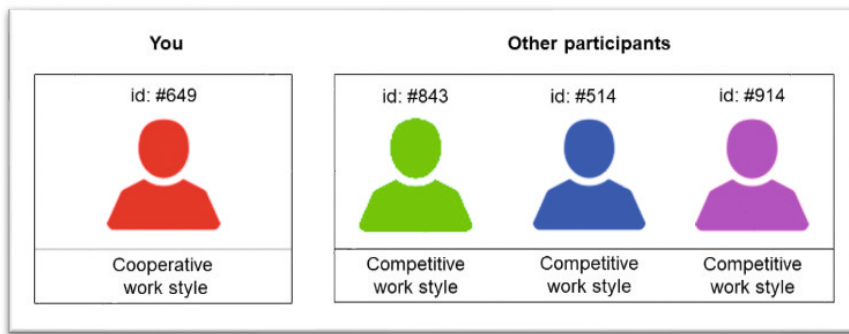 You
Other participants
id: #649
id: #843
id: #514
id: #914
Cooperative
work style
Competitive
work style
Competitive
work style
Competitive
work style